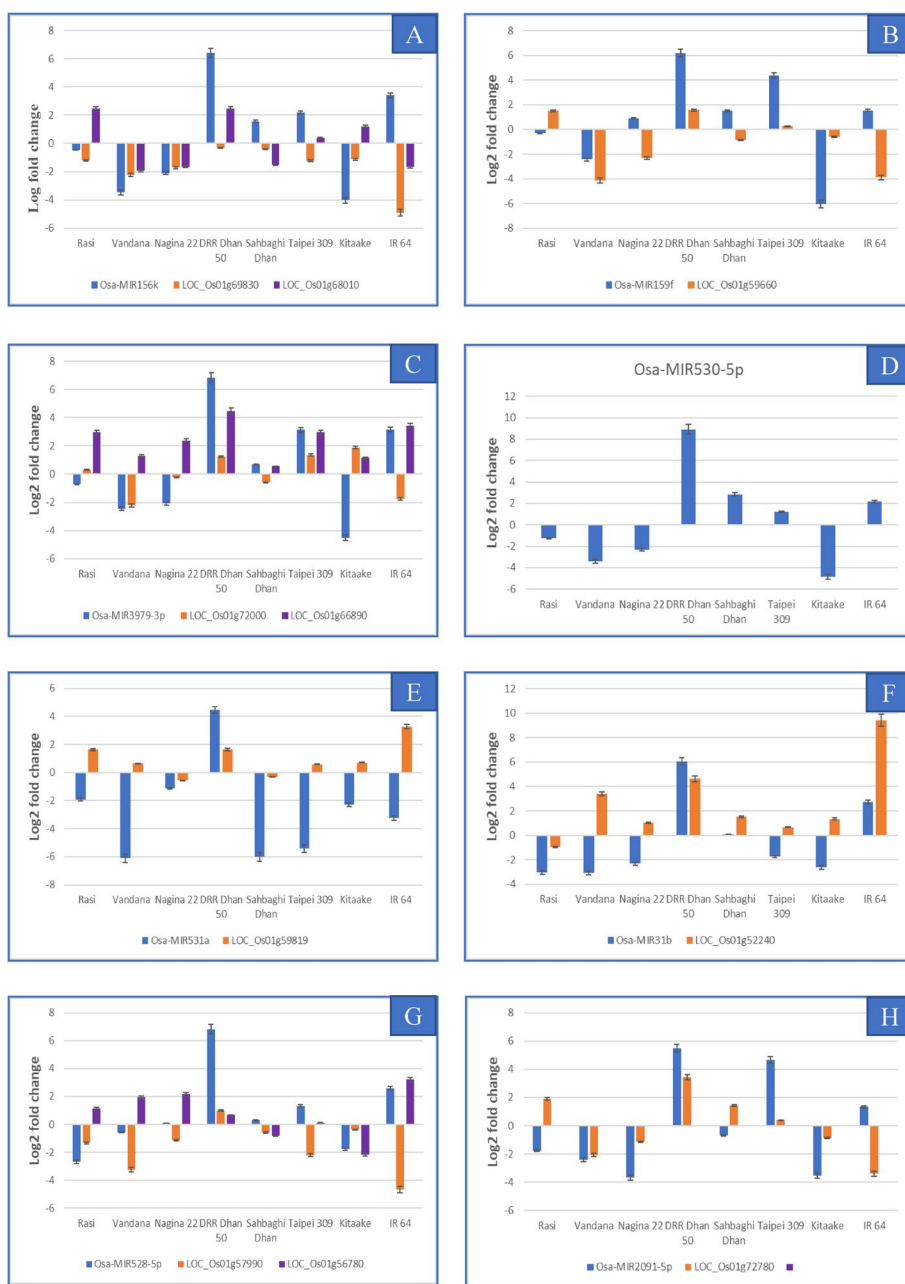 A
Log fold change
8
6
4
2
0
-2
-4
-6
Rasi Vandana Nagina 22 DRR Dhan 50 Sahbaghi Dhan Taipei 309 Kitaake IR 64
Osa-MIR156k LOC_Os01g69830 LOC_Os01g68010
B
Log2 fold change
8
6
4
2
0
-2
-4
-6
-8
Rasi Vandana Nagina 22 DRR Dhan 50 Sahbaghi Dhan Taipei 309 Kitaake IR 64
Osa-MIR159f LOC_Os01g59660
C
Log2 fold change
8
6
4
2
0
-2
-4
-6
Rasi Vandana Nagina 22 DRR Dhan 50 Sahbaghi Dhan Taipei 309 Kitaake IR 64
Osa-MIR3979-3p LOC_Os01g72000 LOC_Os01g66890
D
Osa-MIR530-5p
Log2 fold change
12
10
8
6
4
2
0
-2
-4
-6
Rasi Vandana Nagina 22 DRR Dhan 50 Sahbaghi Dhan Taipei 309 Kitaake IR 64
E
Log2 fold change
6
4
2
0
-2
-4
-6
-8
Rasi Vandana Nagina 22 DRR Dhan 50 Sahbaghi Dhan Taipei 309 Kitaake IR 64
Osa-MIR531a LOC_Os01g59819
F
Log2 fold change
12
10
8
6
4
2
0
-2
-4
Rasi Vandana Nagina 22 DRR Dhan 50 Sahbaghi Dhan Taipei 309 Kitaake IR 64
Osa-MIR31b LOC_Os01g52240
G
Log2 fold change
8
6
4
2
0
-2
-4
-6
Rasi Vandana Nagina 22 DRR Dhan 50 Sahbaghi Dhan Taipei 309 Kitaake IR 64
Osa-MIR528-5p LOC_Os01g57990 LOC_Os01g56780
H
Log2 fold change
8
6
4
2
0
-2
-4
-6
Rasi Vandana Nagina 22 DRR Dhan 50 Sahbaghi Dhan Taipei 309 Kitaake IR 64
Osa-MIR2091-5p LOC_Os01g72780